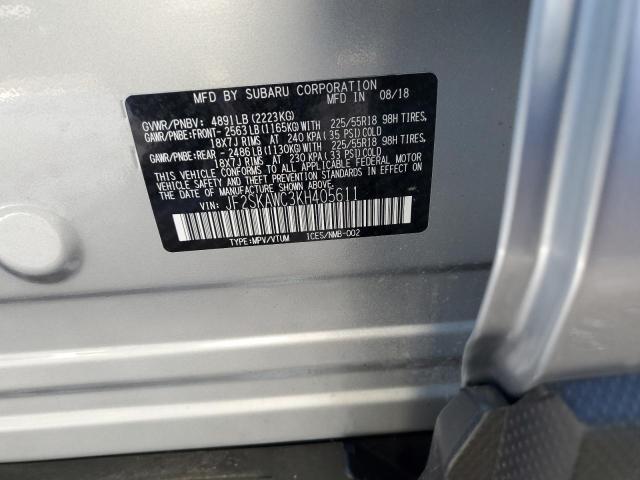 MFD BY SUBARU CORPORATION
MFD IN 08/18
GVWR/PNBV: 4891LB(2223KG)
GAWR/PNBE:FRONT- 2563LB(1165KG)WITH 225/55R18 98H TIRES,
18X7J RIMS AT 240 KPA(35 PSI)COLD
GAWR/PNBE:REAR - 2486LB(1130KG)WITH 225/55R18 98H TIRES,
18X7J RIMS AT 230 KPA(33 PSI)COLD
THIS VEHICLE CONFORMS TO ALL APPLICABLE FEDERAL MOTOR
VEHICLE SAFETY STANDARDS IN EFFECT ON
THE DATE OF MANUFACTURE SHOWN ABOVE.
VIN: JF2SKAWC3KH405611
TYPE:MPV/VTUM ICES/NMB-002